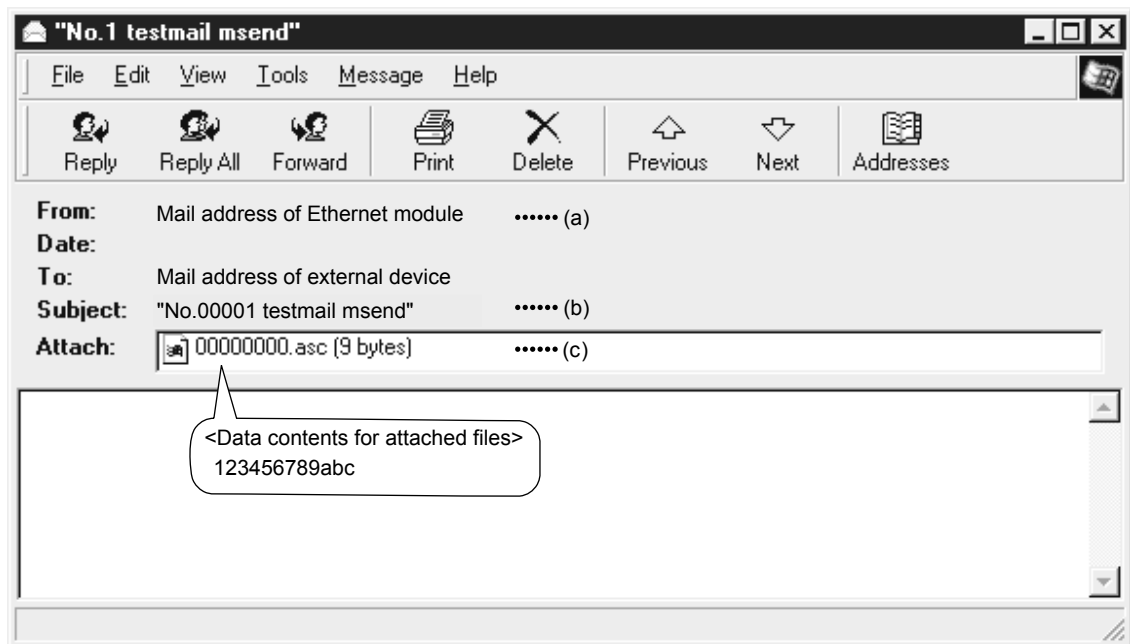 "No.1 testmail msend"
File Edit View Tools Message Help
Reply Reply All Forward Print Delete Previous Next Addresses
From: Mail address of Ethernet module •••••• (a)
Date:
To: Mail address of external device
Subject: "No.00001 testmail msend" •••••• (b)
Attach: 00000000.asc (9 bytes) •••••• (c)
<Data contents for attached files>
123456789abc